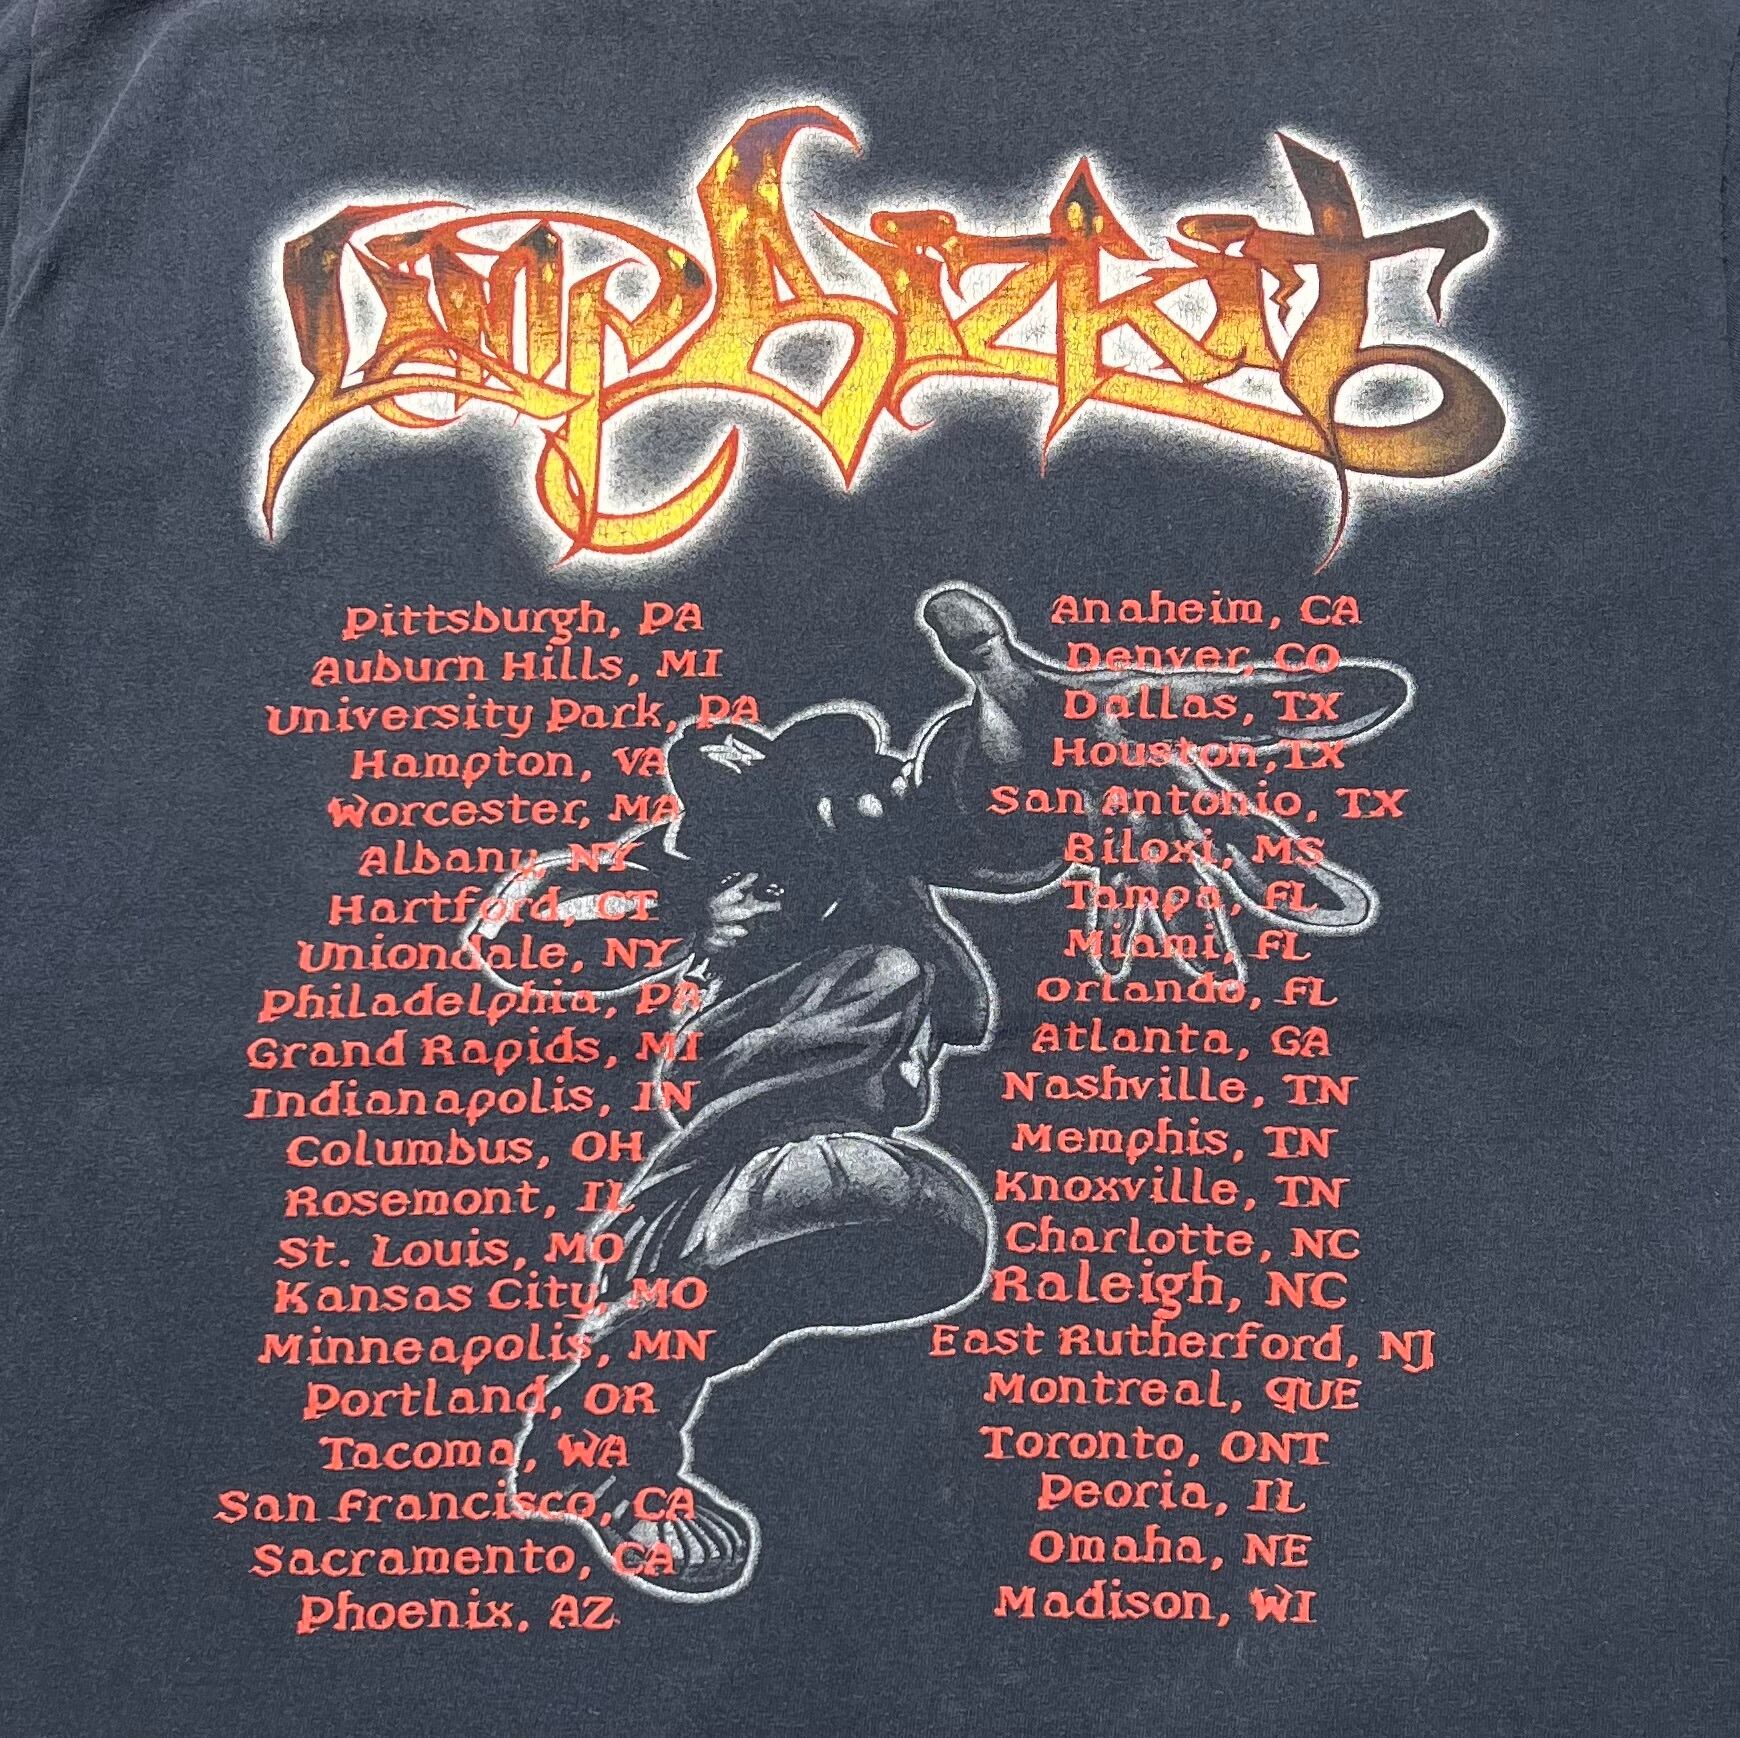 LimpBizkit
Pittsburgh, PA
Auburn Hills, MI
University Park, PA
Hampton, VA
Worcester, MA
Albany, NY
Hartford, CT
Uniondale, NY
Philadelphia, PA
Grand Rapids, MI
Indianapolis, IN
Columbus, OH
Rosemont, IL
St. Louis, MO
Kansas City, MO
Minneapolis, MN
Portland, OR
Tacoma, WA
San Francisco, CA
Sacramento, CA
Phoenix, AZ
Anaheim, CA
Denver, CO
Dallas, TX
Houston, TX
San Antonio, TX
Biloxi, MS
Tampa, FL
Miami, FL
Orlando, FL
Atlanta, GA
Nashville, TN
Memphis, TN
Knoxville, TN
Charlotte, NC
Raleigh, NC
East Rutherford, NJ
Montreal, QUE
Toronto, ONT
Peoria, IL
Omaha, NE
Madison, WI